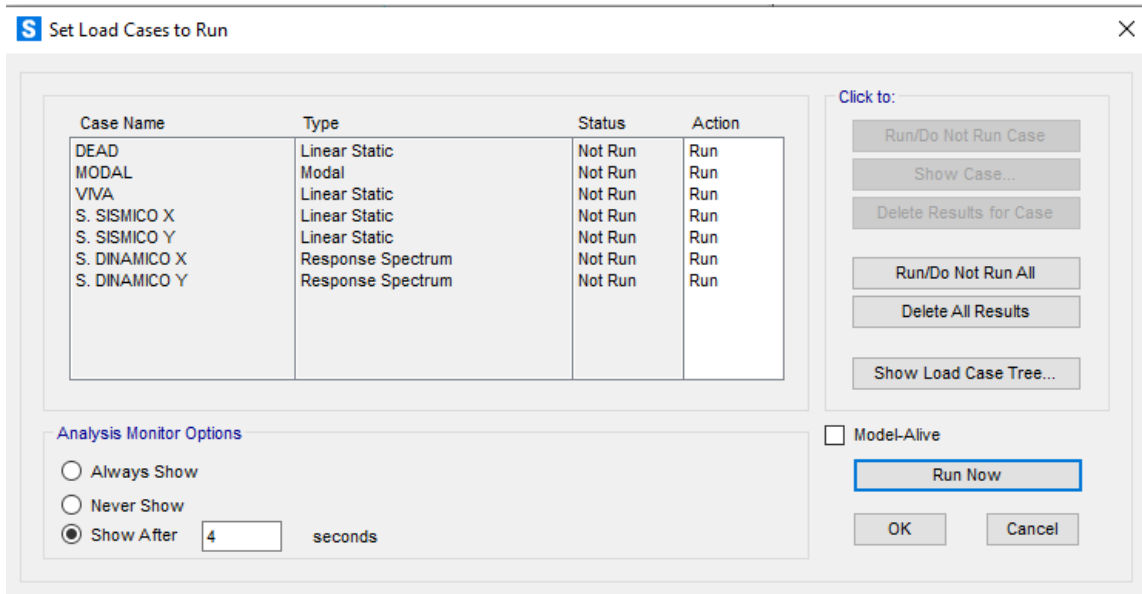 S Set Load Cases to Run
Case Name Type Status Action
DEAD Linear Static Not Run Run
MODAL Modal Not Run Run
VIVA Linear Static Not Run Run
S. SISMICO X Linear Static Not Run Run
S. SISMICO Y Linear Static Not Run Run
S. DINAMICO X Response Spectrum Not Run Run
S. DINAMICO Y Response Spectrum Not Run Run
Click to:
Run/Do Not Run Case
Show Case...
Delete Results for Case
Run/Do Not Run All
Delete All Results
Show Load Case Tree...
Analysis Monitor Options
Always Show
Never Show
Show After 4 seconds
Model-Alive
Run Now
OK Cancel